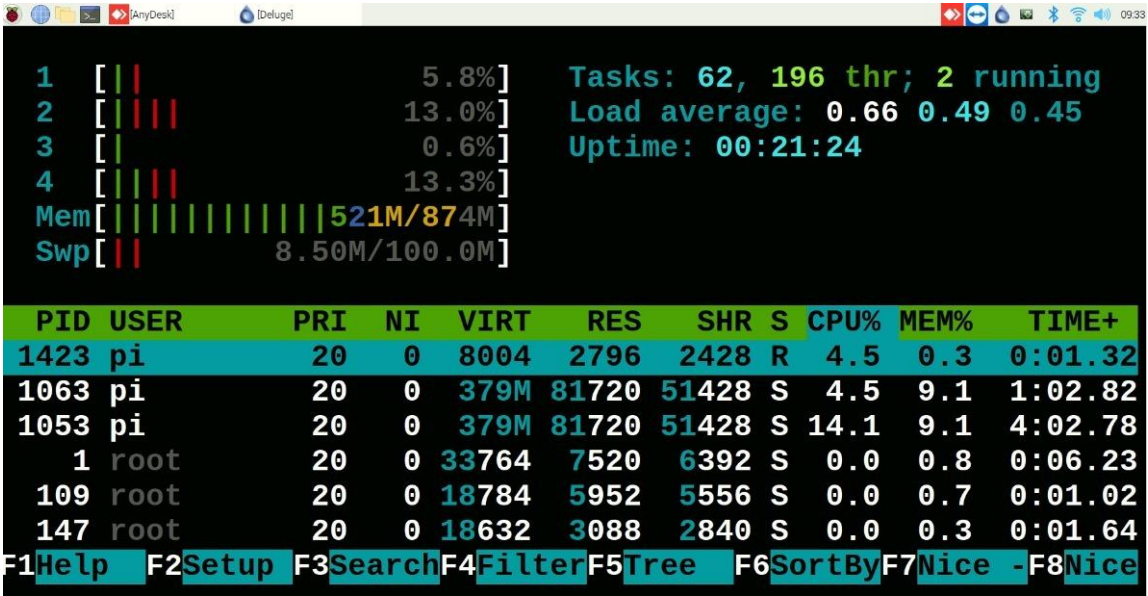 [AnyDesk] [Deluge] 09:33
1 [|| 5.8%] Tasks: 62, 196 thr; 2 running
2 [|||| 13.0%] Load average: 0.66 0.49 0.45
3 [| 0.6%] Uptime: 00:21:24
4 [|||| 13.3%]
Mem[||||||||||||521M/874M]
Swp[|| 8.50M/100.0M]
PID USER PRI NI VIRT RES SHR S CPU% MEM% TIME+
1423 pi 20 0 8004 2796 2428 R 4.5 0.3 0:01.32
1063 pi 20 0 379M 81720 51428 S 4.5 9.1 1:02.82
1053 pi 20 0 379M 81720 51428 S 14.1 9.1 4:02.78
1 root 20 0 33764 7520 6392 S 0.0 0.8 0:06.23
109 root 20 0 18784 5952 5556 S 0.0 0.7 0:01.02
147 root 20 0 18632 3088 2840 S 0.0 0.3 0:01.64
F1Help F2Setup F3SearchF4FilterF5Tree F6SortByF7Nice -F8Nice